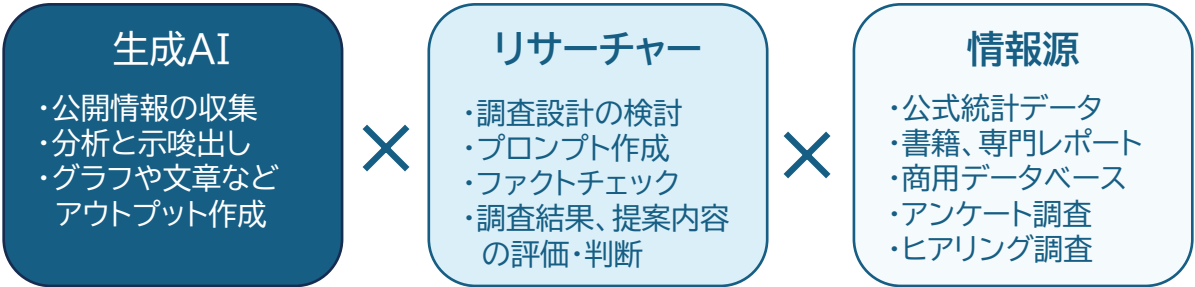 生成AI
・公開情報の収集
・分析と示唆出し
・グラフや文章など
アウトプット作成
×
リサーチャー
・調査設計の検討
・プロンプト作成
・ファクトチェック
・調査結果、提案内容
の評価・判断
×
情報源
・公式統計データ
・書籍、専門レポート
・商用データベース
・アンケート調査
・ヒアリング調査